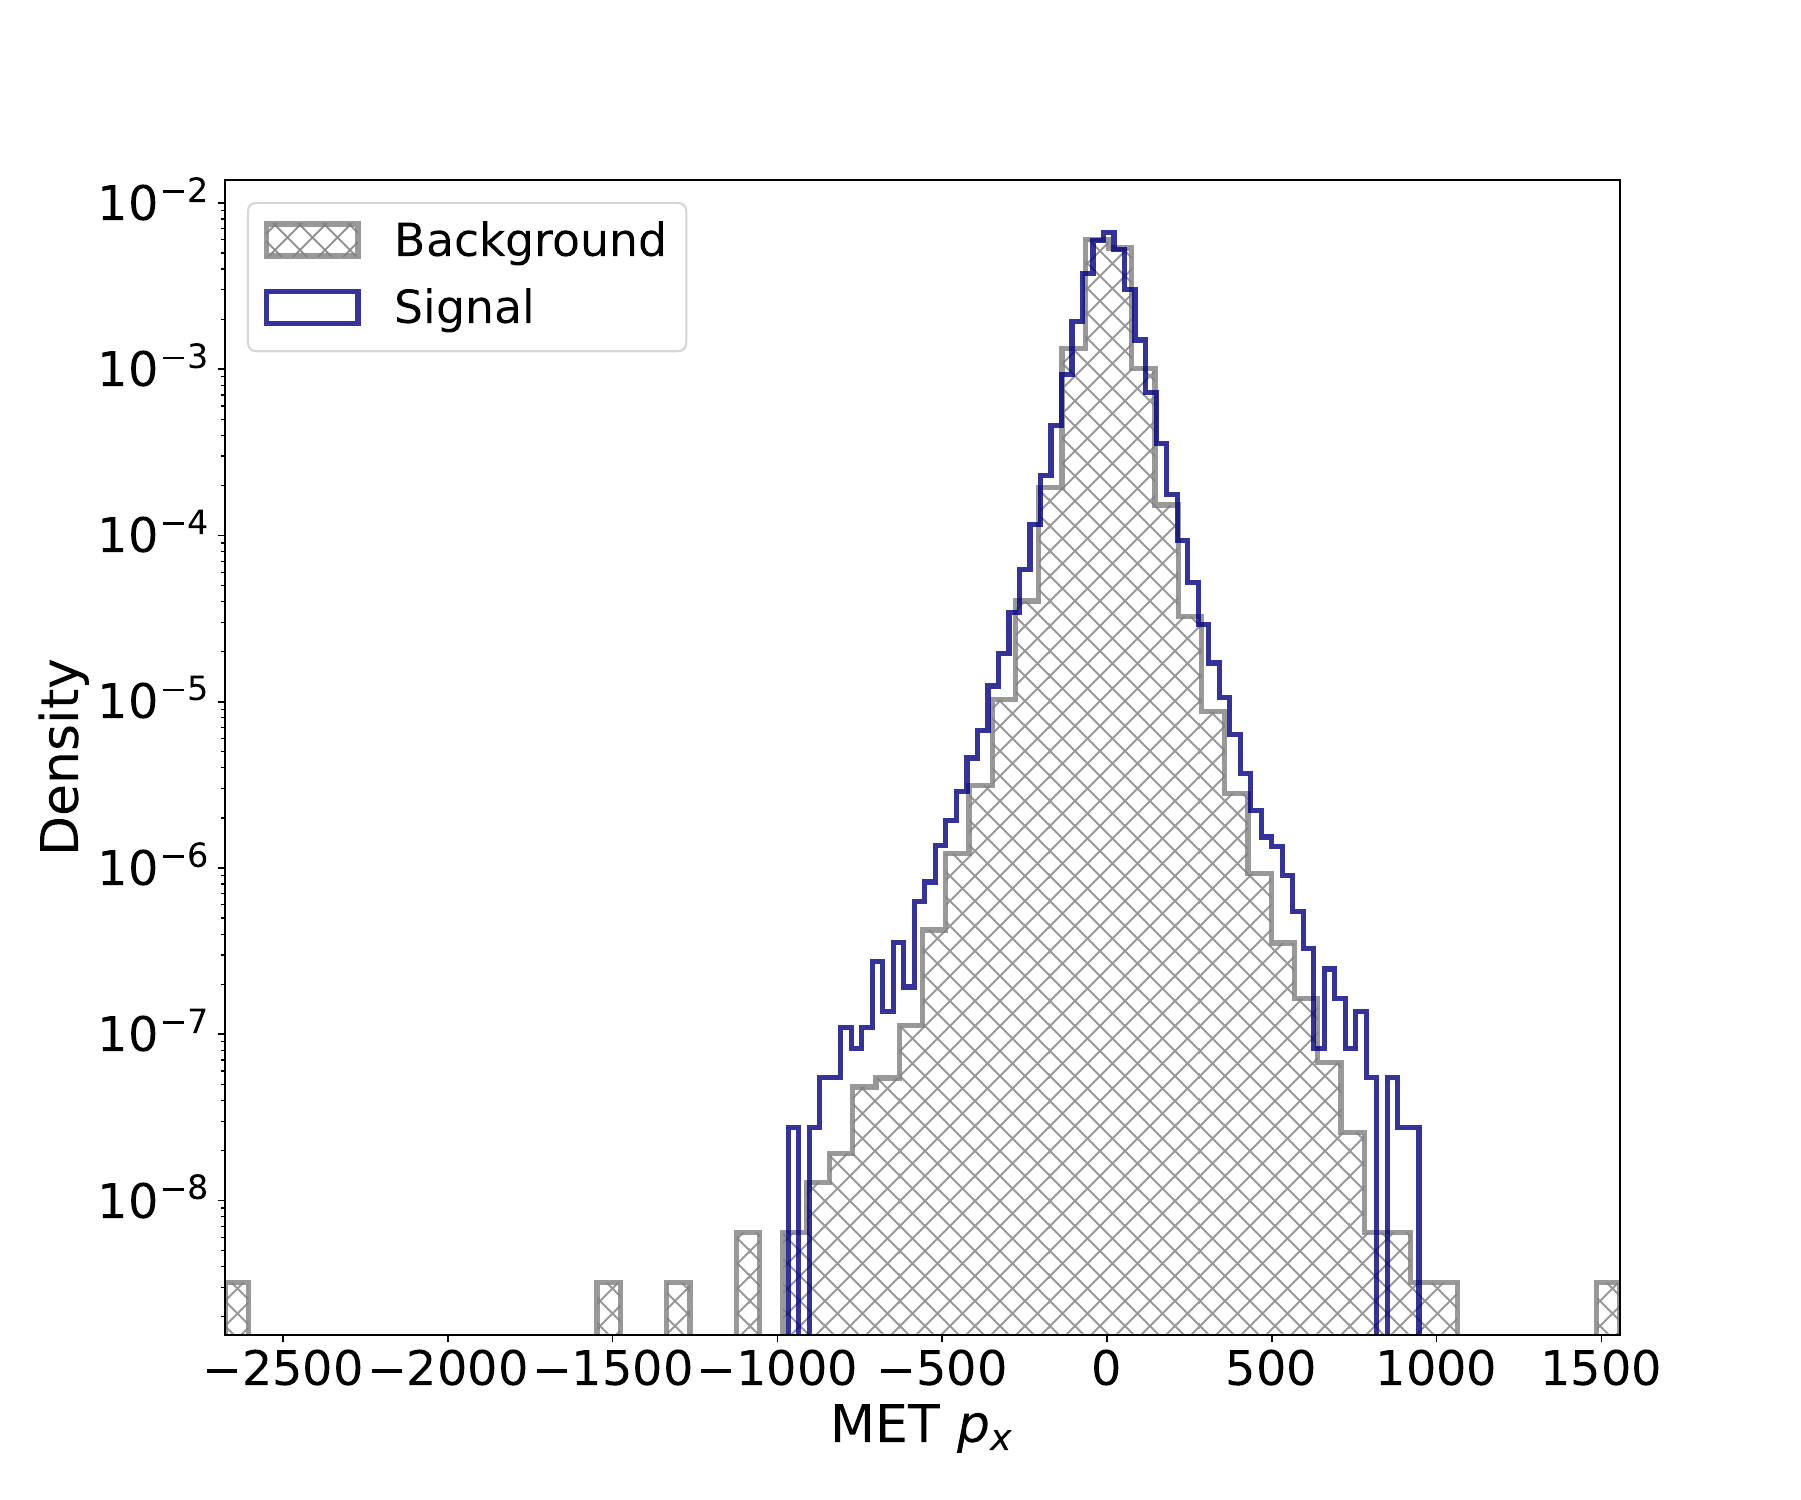 Background
Signal
10⁻²
10⁻³
10⁻⁴
10⁻⁵
10⁻⁶
10⁻⁷
10⁻⁸
Density
−2500 −2000 −1500 −1000 −500 0 500 1000 1500
MET pₓ